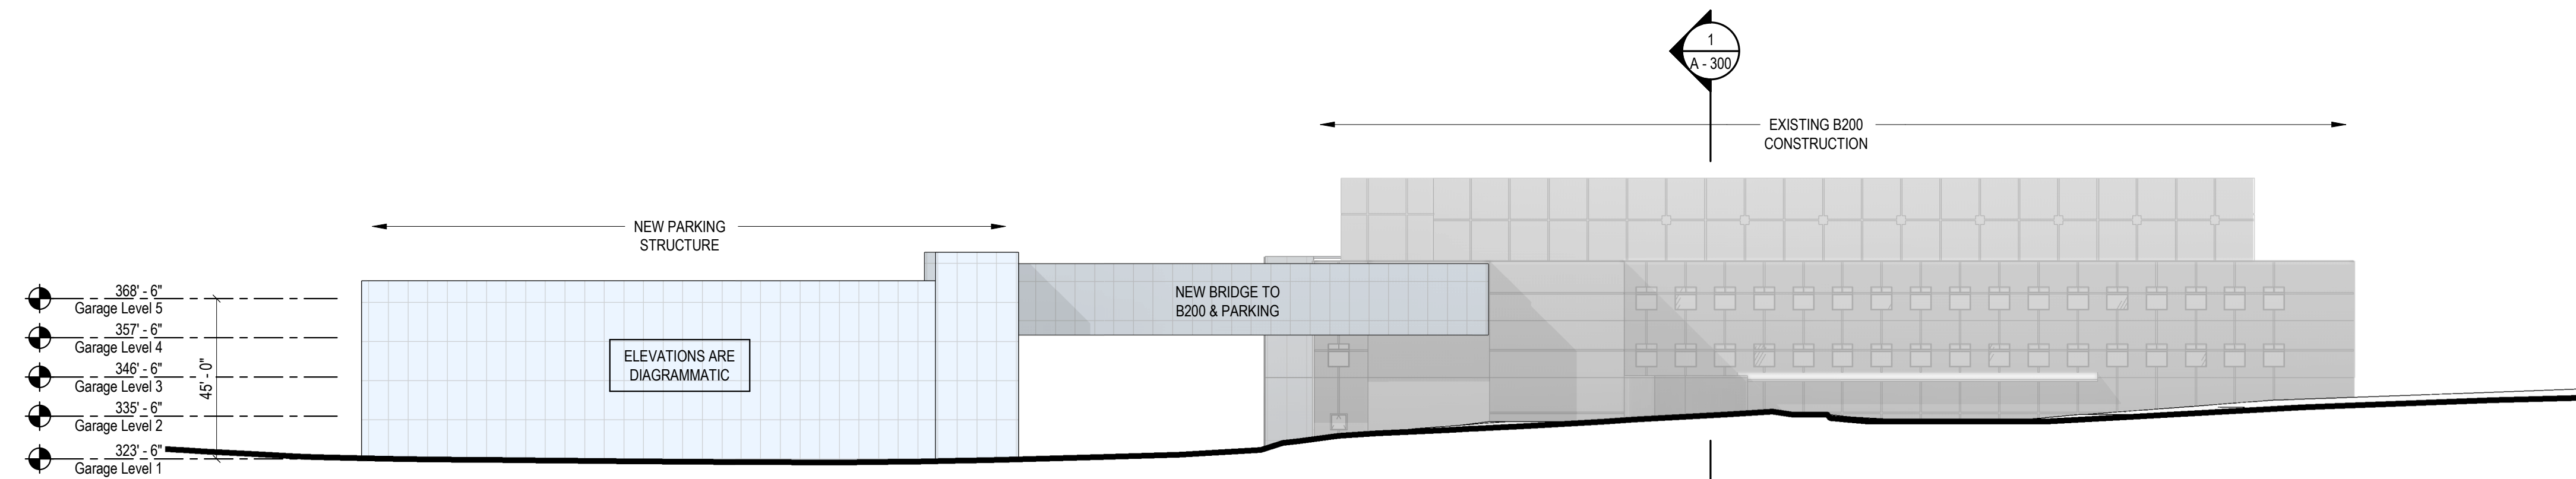 1
A - 300
EXISTING B200
CONSTRUCTION
NEW PARKING
STRUCTURE
368' - 6"
Garage Level 5
357' - 6"
Garage Level 4
346' - 6"
Garage Level 3
335' - 6"
Garage Level 2
323' - 6"
Garage Level 1
45' - 0"
ELEVATIONS ARE
DIAGRAMMATIC
NEW BRIDGE TO
B200 & PARKING